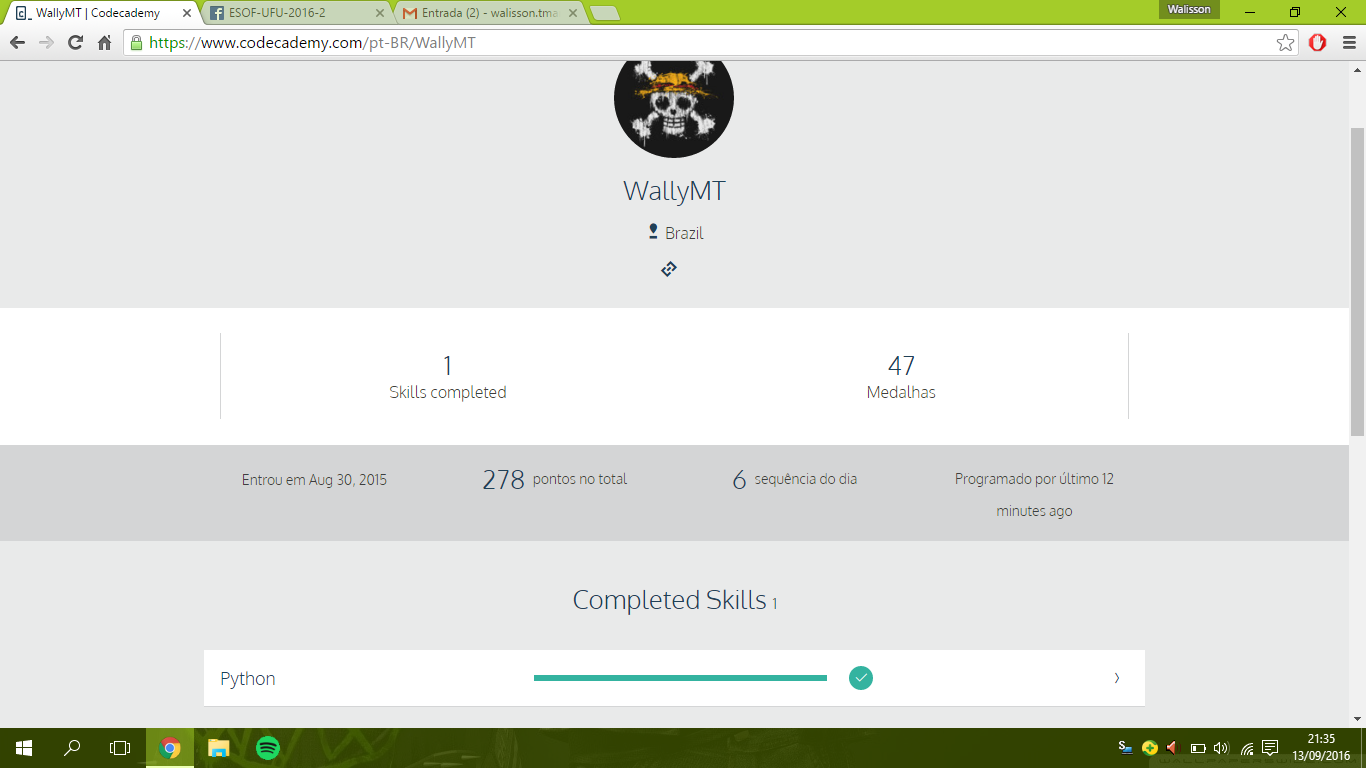 WallyMT | Codecademy
ESOF-UFU-2016-2
Entrada (2) - walisson.tma
Walisson
https://www.codecademy.com/pt-BR/WallyMT
WallyMT
Brazil
1
Skills completed
47
Medalhas
Entrou em Aug 30, 2015
278 pontos no total
6 sequência do dia
Programado por último 12
minutes ago
Completed Skills 1
Python
21:35
13/09/2016